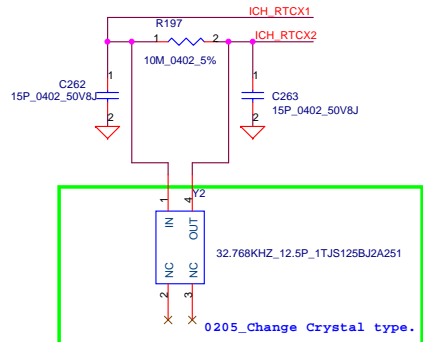 ICH_RTCX1
R197
ICH_RTCX2
1
2
10M_0402_5%
1
C262
15P_0402_50V8J
2
1
C263
15P_0402_50V8J
2
1
4
Y2
IN
OUT
32.768KHZ_12.5P_1TJS125BJ2A251
NC
NC
2
3
0205_Change Crystal type.